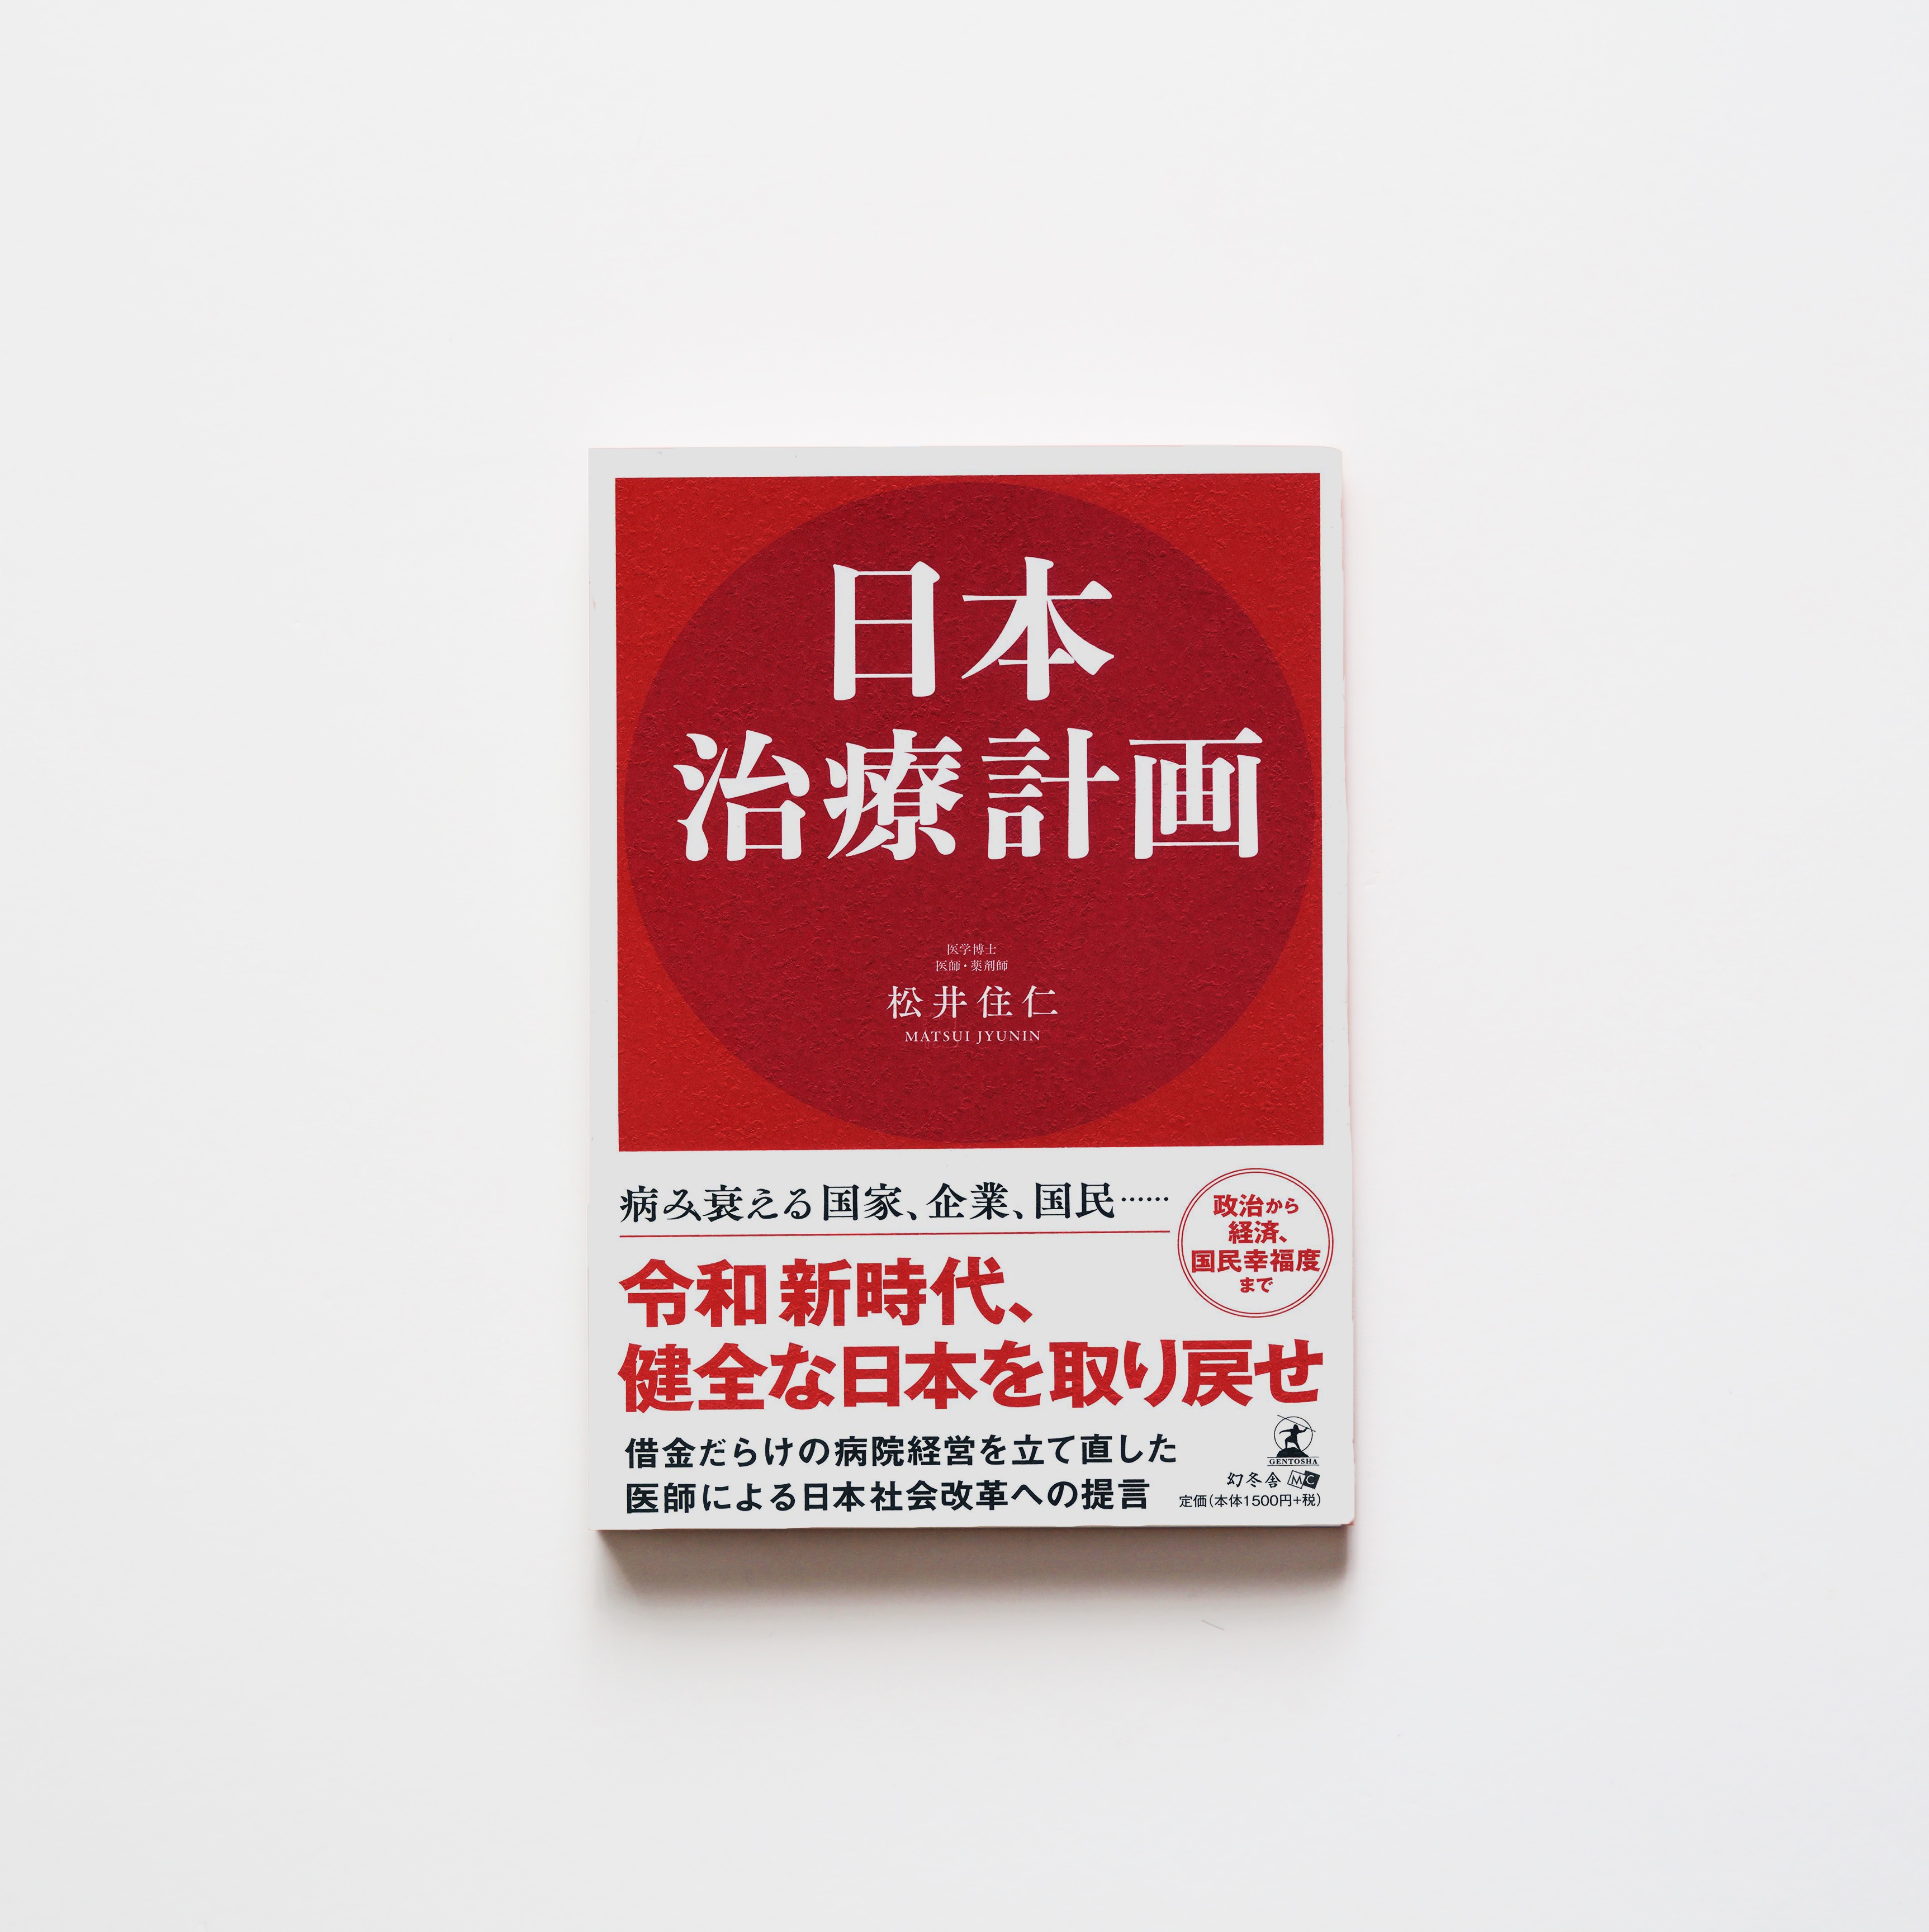 日本
治療計画
医学博士
医師・薬剤師
松井住仁
MATSUI JYUNIN
病み衰える国家、企業、国民……
政治から
経済、
国民幸福度
まで
令和新時代、
健全な日本を取り戻せ
借金だらけの病院経営を立て直した
医師による日本社会改革への提言
GENTOSHA
幻冬舎 MC
定価(本体1500円+税)